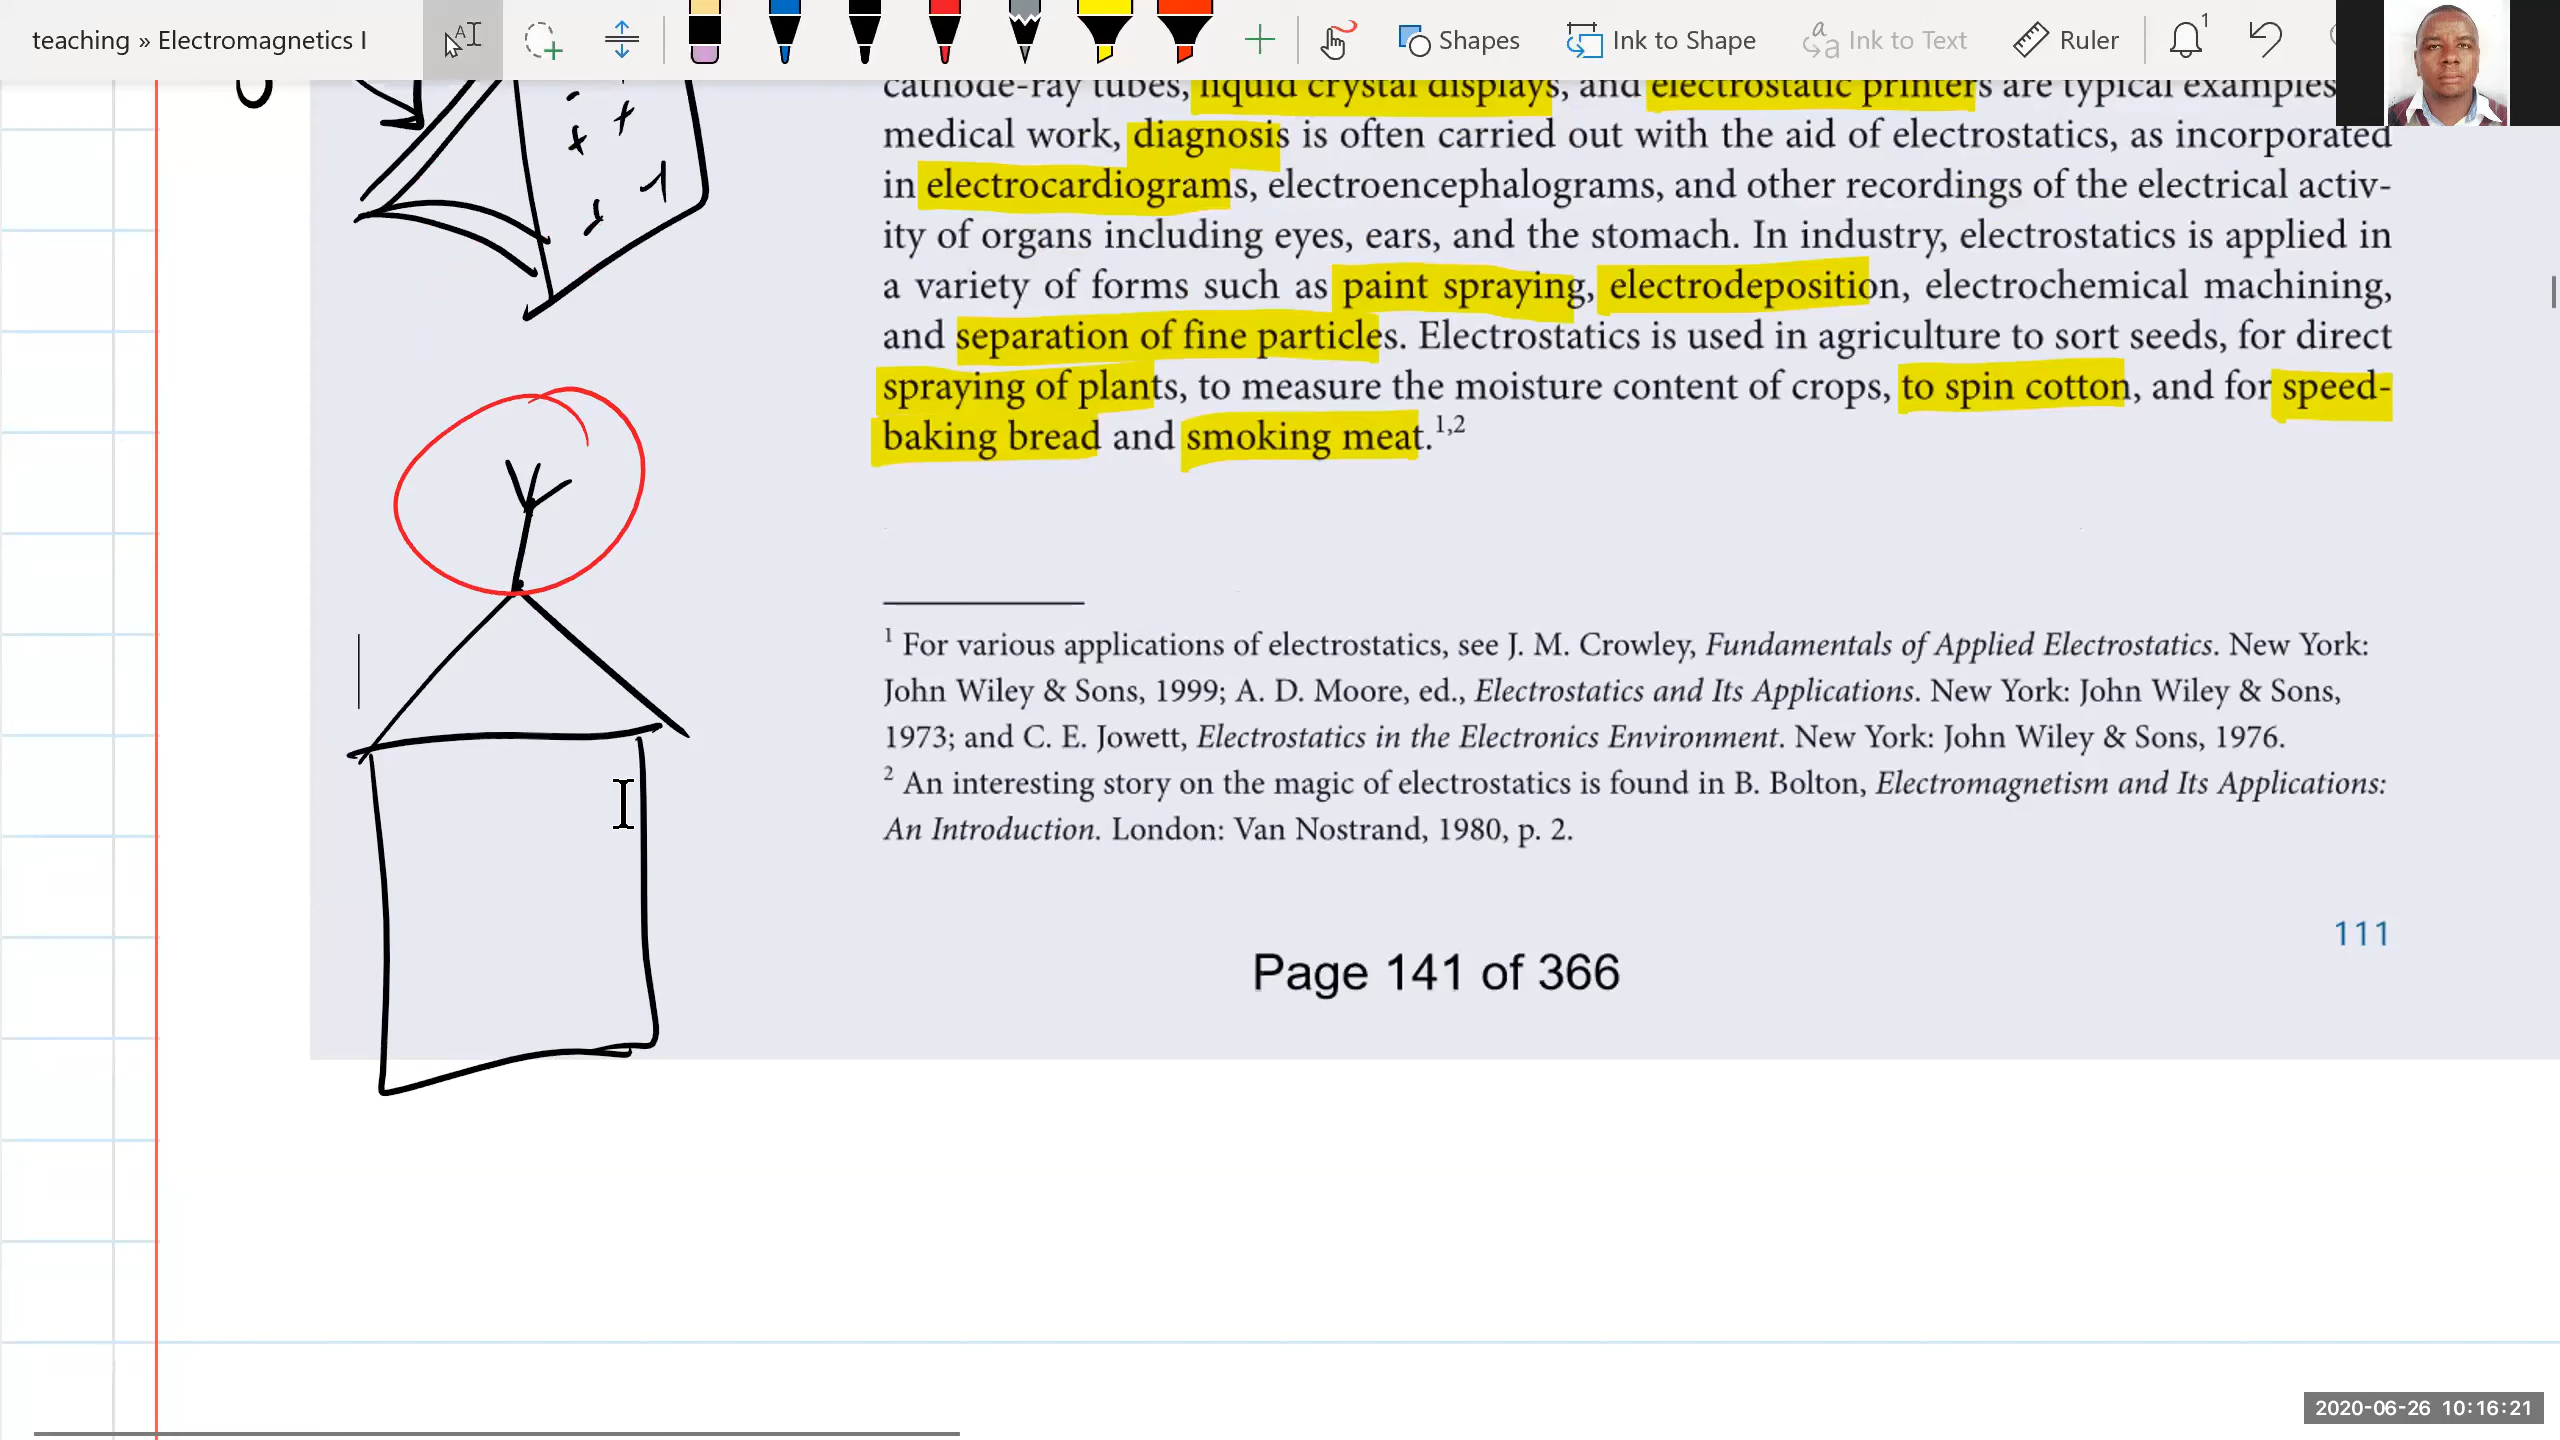 teaching » Electromagnetics I
Shapes
Ink to Shape
Ink to Text
Ruler
1
cathode-ray tubes, liquid crystal displays, and electrostatic printers are typical examples
medical work, diagnosis is often carried out with the aid of electrostatics, as incorporated
in electrocardiograms, electroencephalograms, and other recordings of the electrical activ-
ity of organs including eyes, ears, and the stomach. In industry, electrostatics is applied in
a variety of forms such as paint spraying, electrodeposition, electrochemical machining,
and separation of fine particles. Electrostatics is used in agriculture to sort seeds, for direct
spraying of plants, to measure the moisture content of crops, to spin cotton, and for speed-
baking bread and smoking meat.1,2
1 For various applications of electrostatics, see J. M. Crowley, Fundamentals of Applied Electrostatics. New York:
John Wiley & Sons, 1999; A. D. Moore, ed., Electrostatics and Its Applications. New York: John Wiley & Sons,
1973; and C. E. Jowett, Electrostatics in the Electronics Environment. New York: John Wiley & Sons, 1976.
2 An interesting story on the magic of electrostatics is found in B. Bolton, Electromagnetism and Its Applications:
An Introduction. London: Van Nostrand, 1980, p. 2.
111
Page 141 of 366
2020-06-26 10:16:21